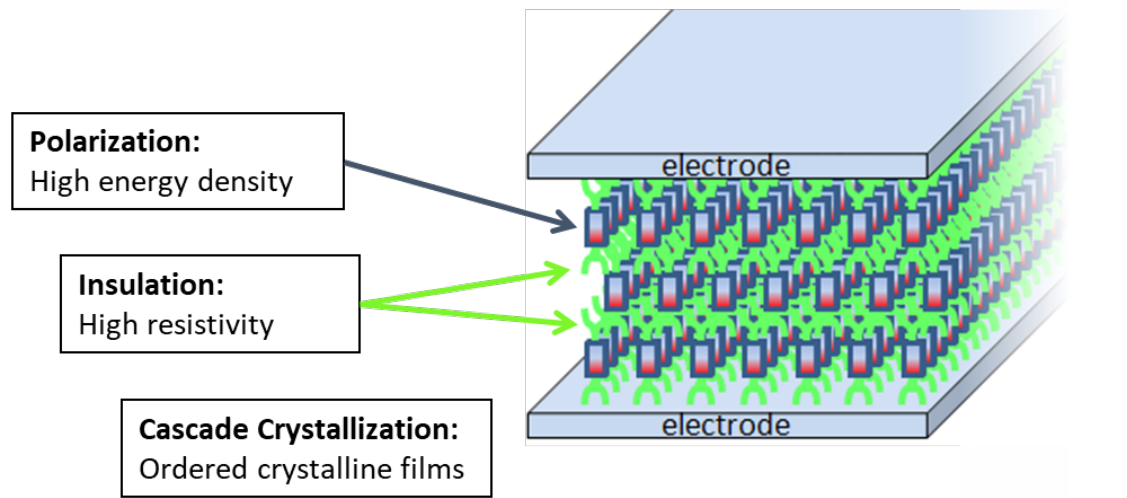 electrode
Polarization:
High energy density
Insulation:
High resistivity
Cascade Crystallization:
Ordered crystalline films
electrode